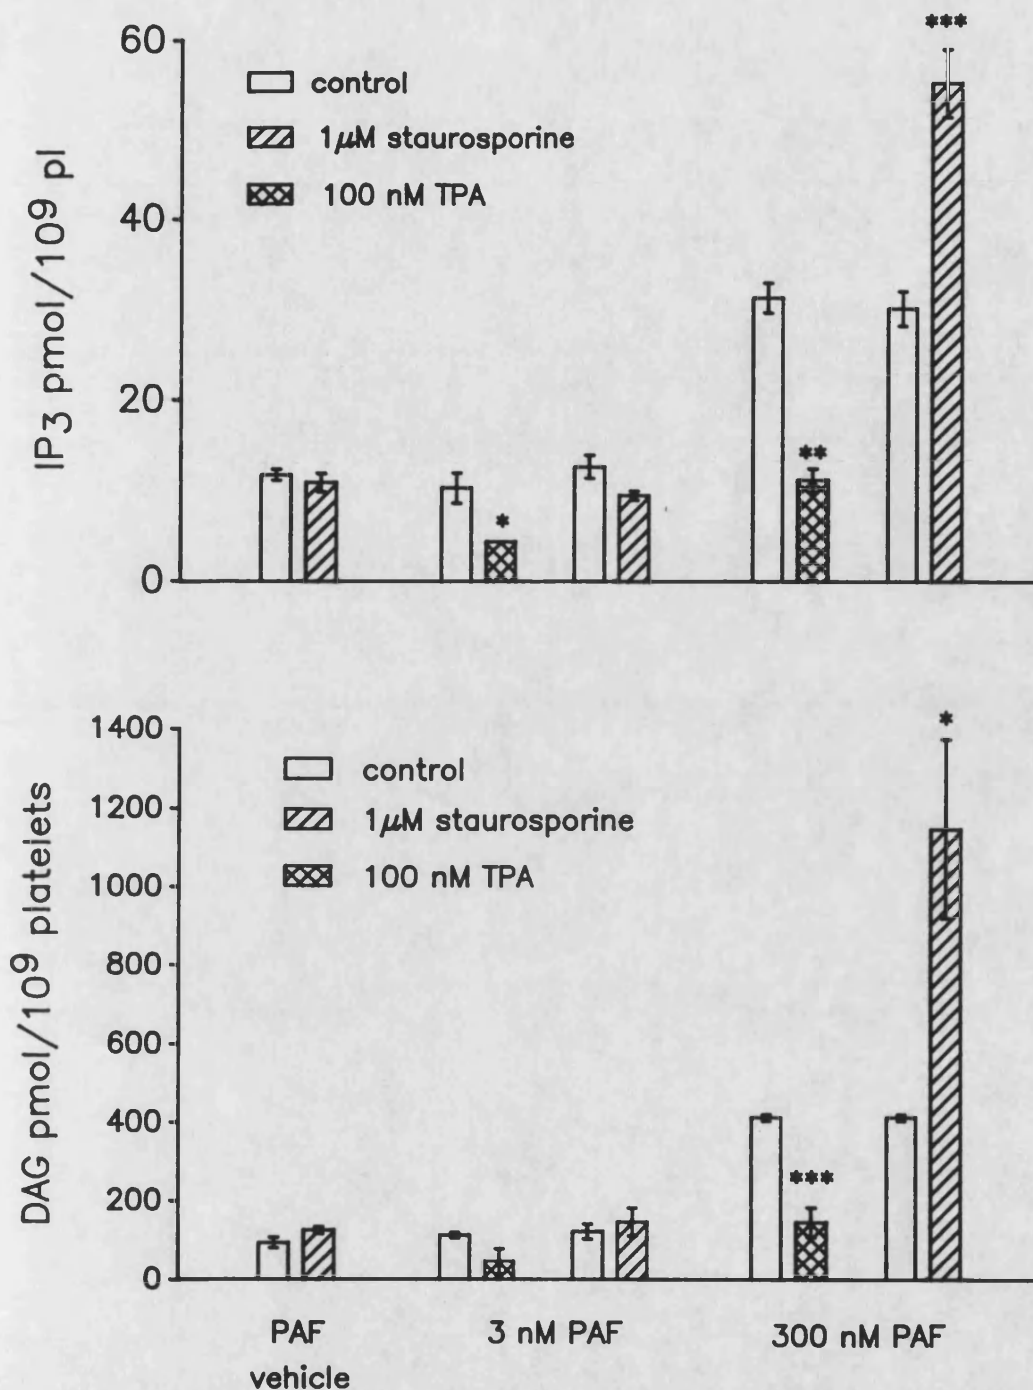 ***
60
control
1μM staurosporine
100 nM TPA
40
IP3 pmol/10⁹ pl
20
**
*
0
1400
*
control
1μM staurosporine
100 nM TPA
1200
1000
DAG pmol/10⁹ platelets
800
600
400
***
200
0
PAF
vehicle
3 nM PAF
300 nM PAF